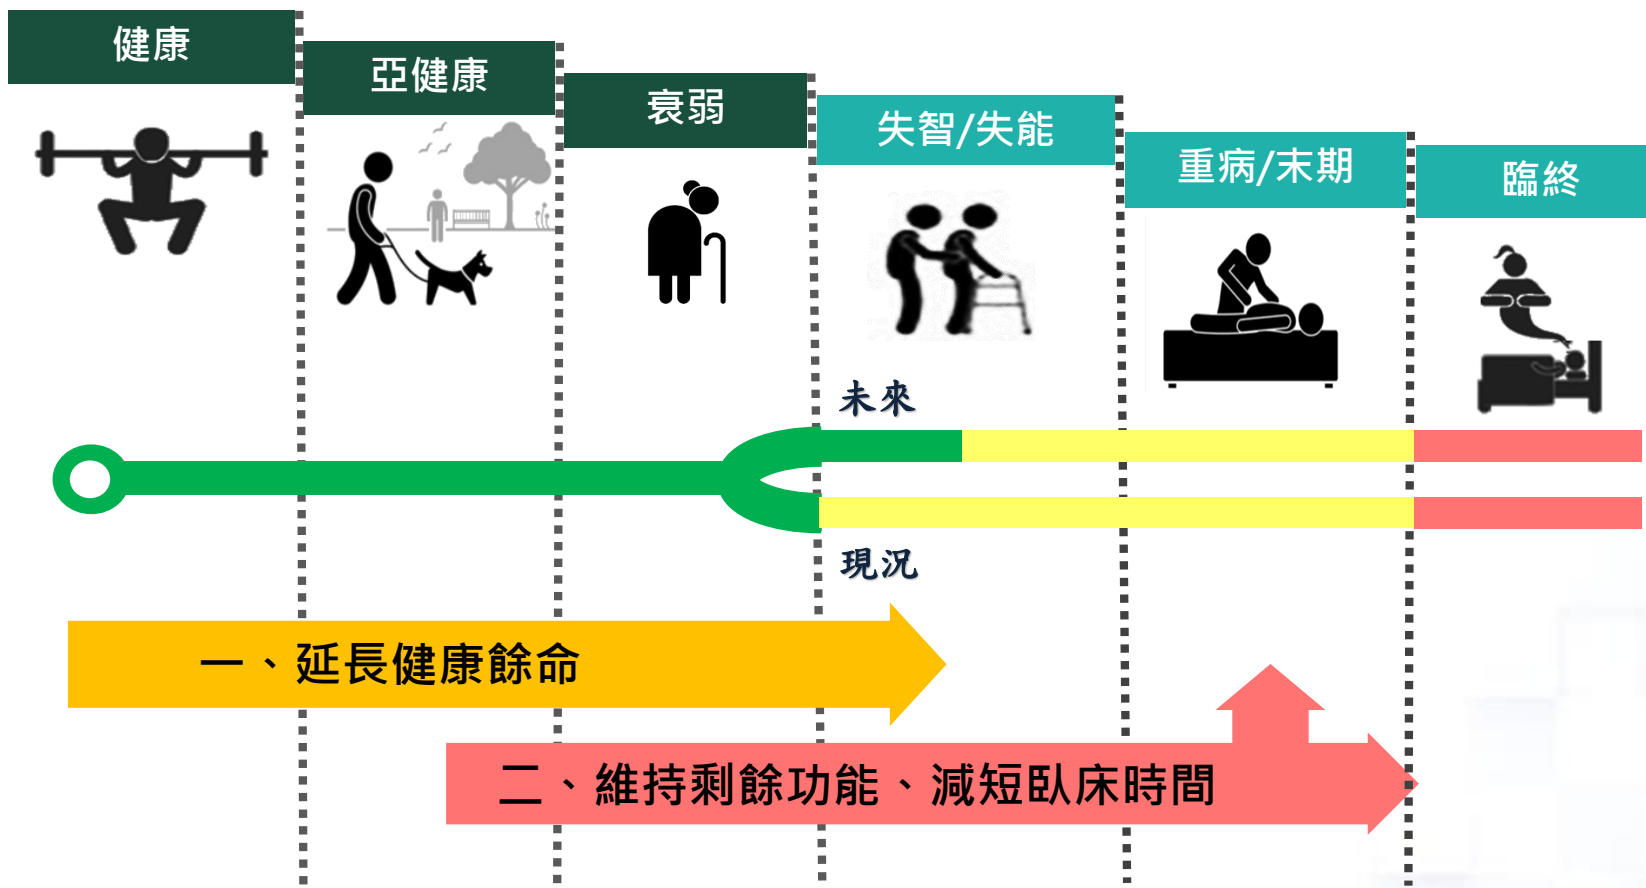 健康
亞健康
衰弱
失智/失能
重病/末期
臨終
未來
現況
一、延長健康餘命
二、維持剩餘功能、減短臥床時間